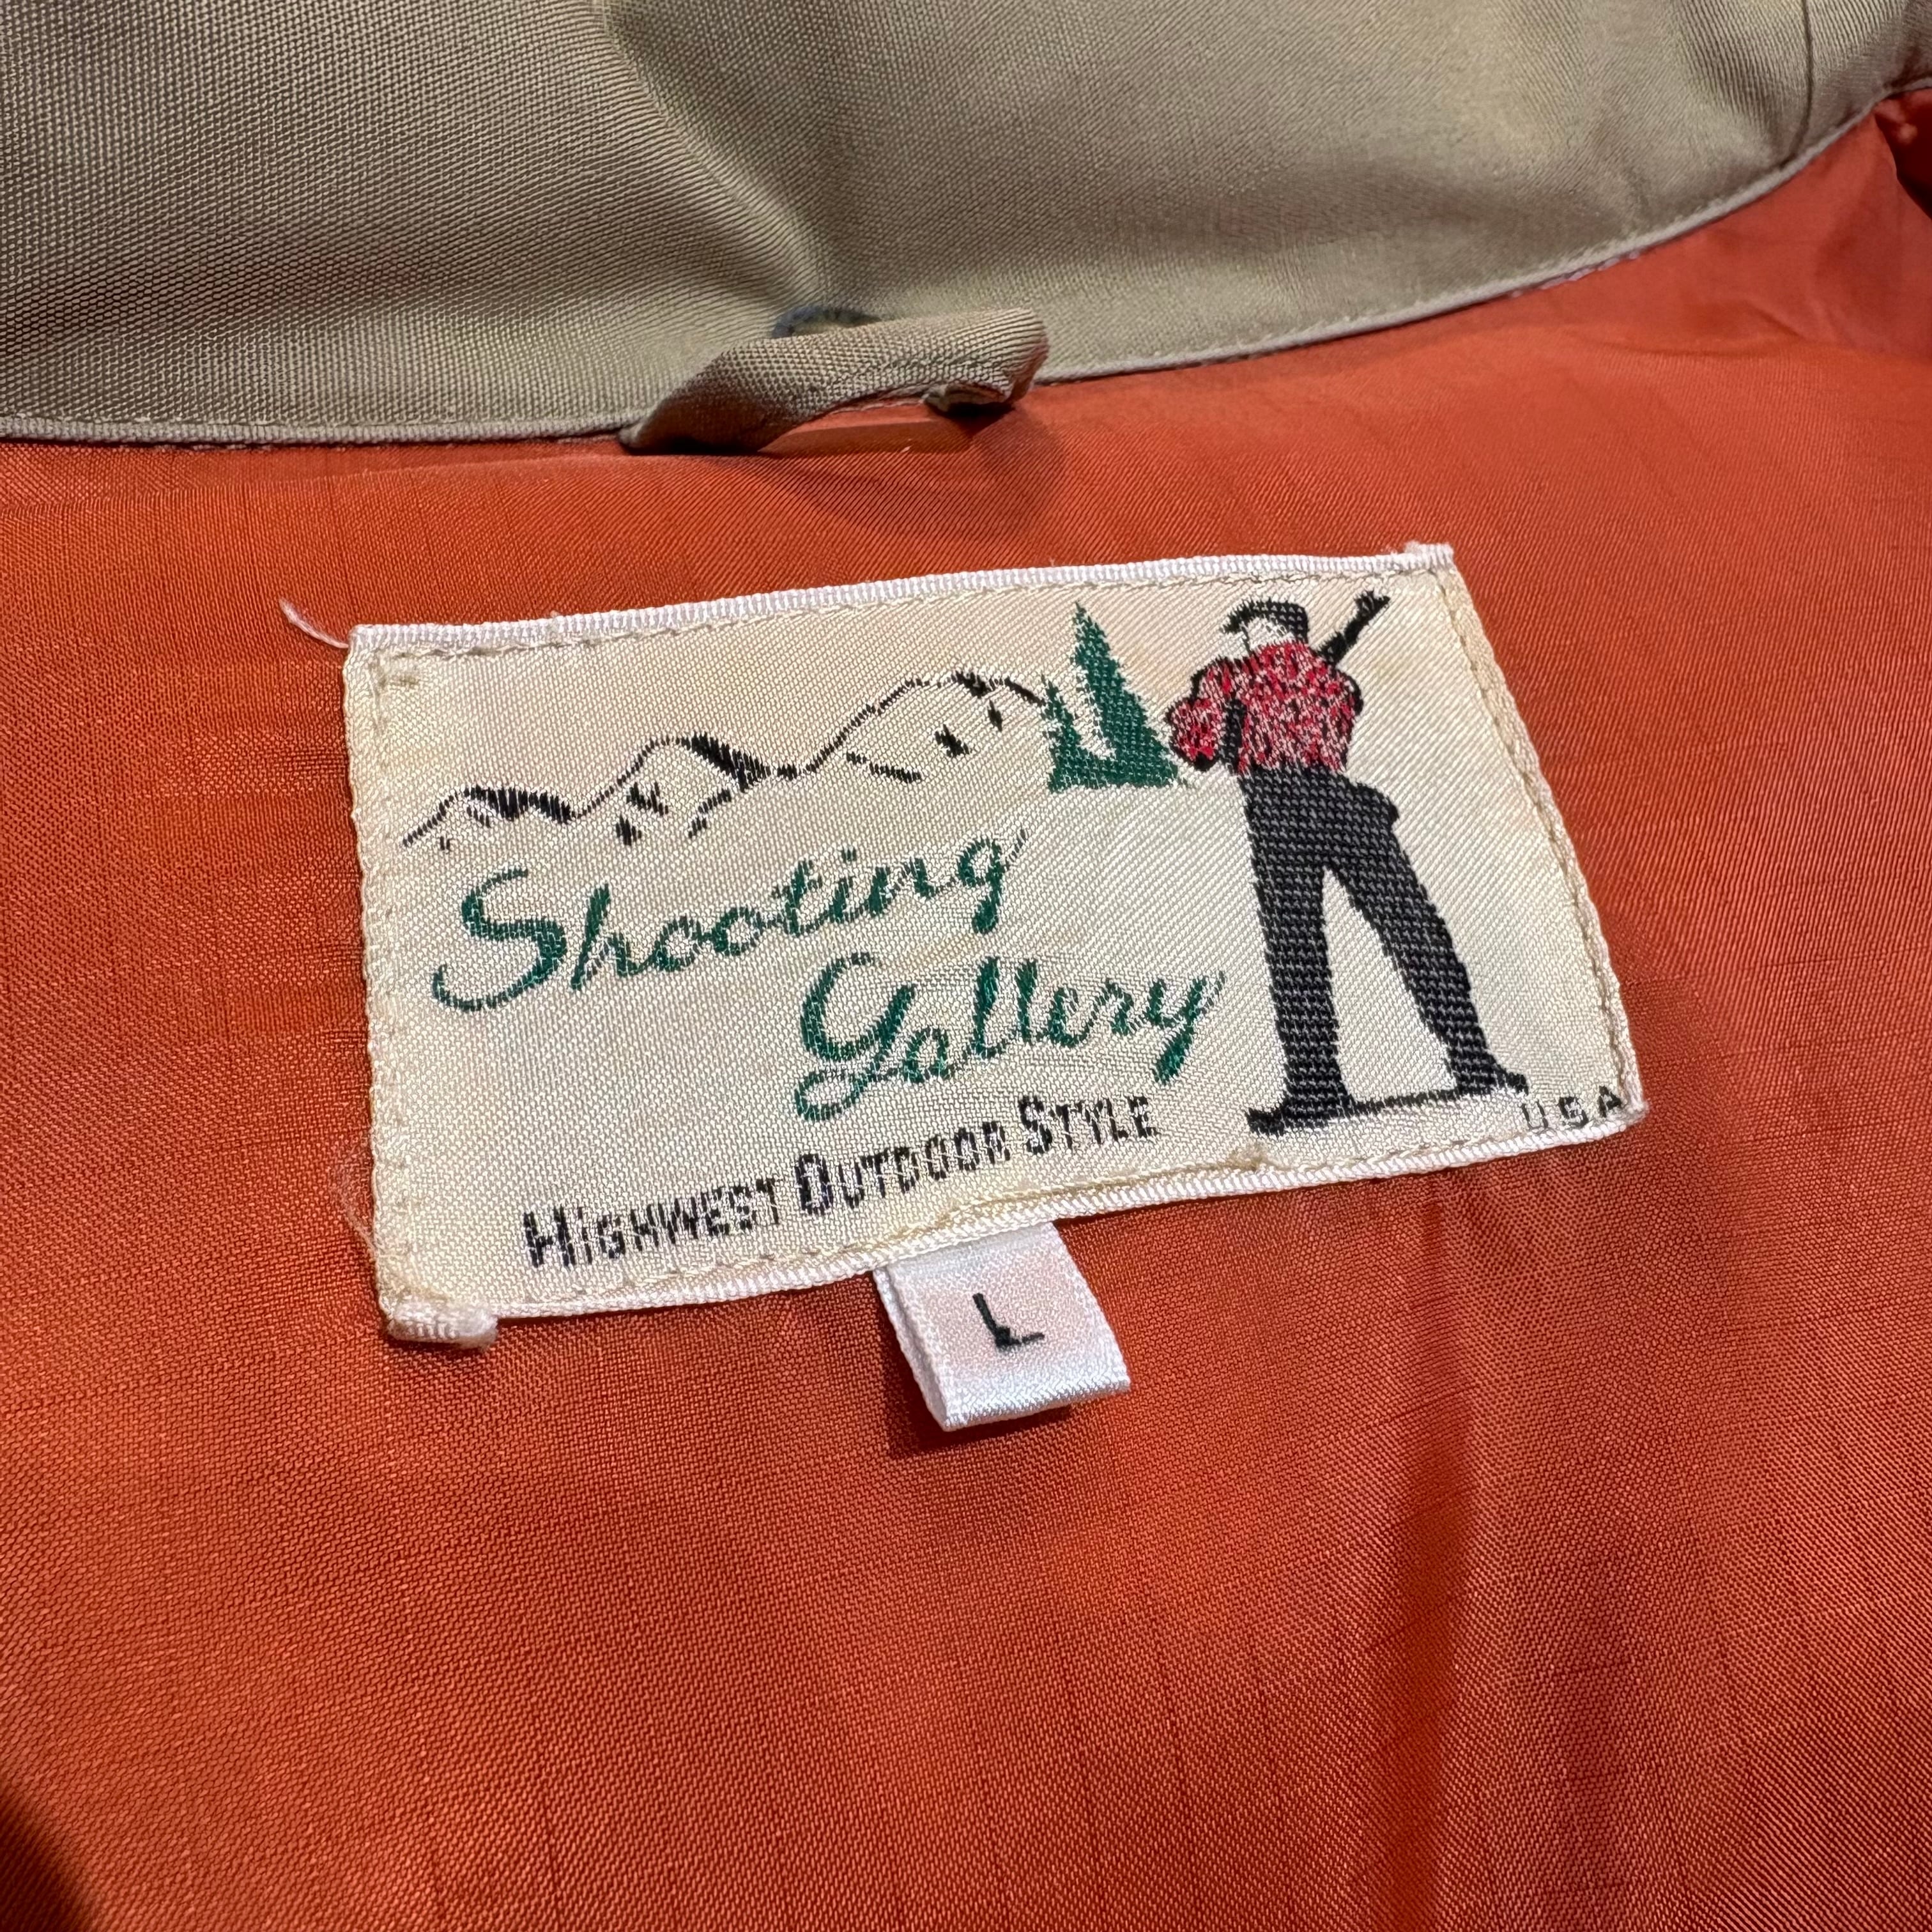 Shooting
Gallery
HIGHWEST OUTDOOR STYLE
USA
L